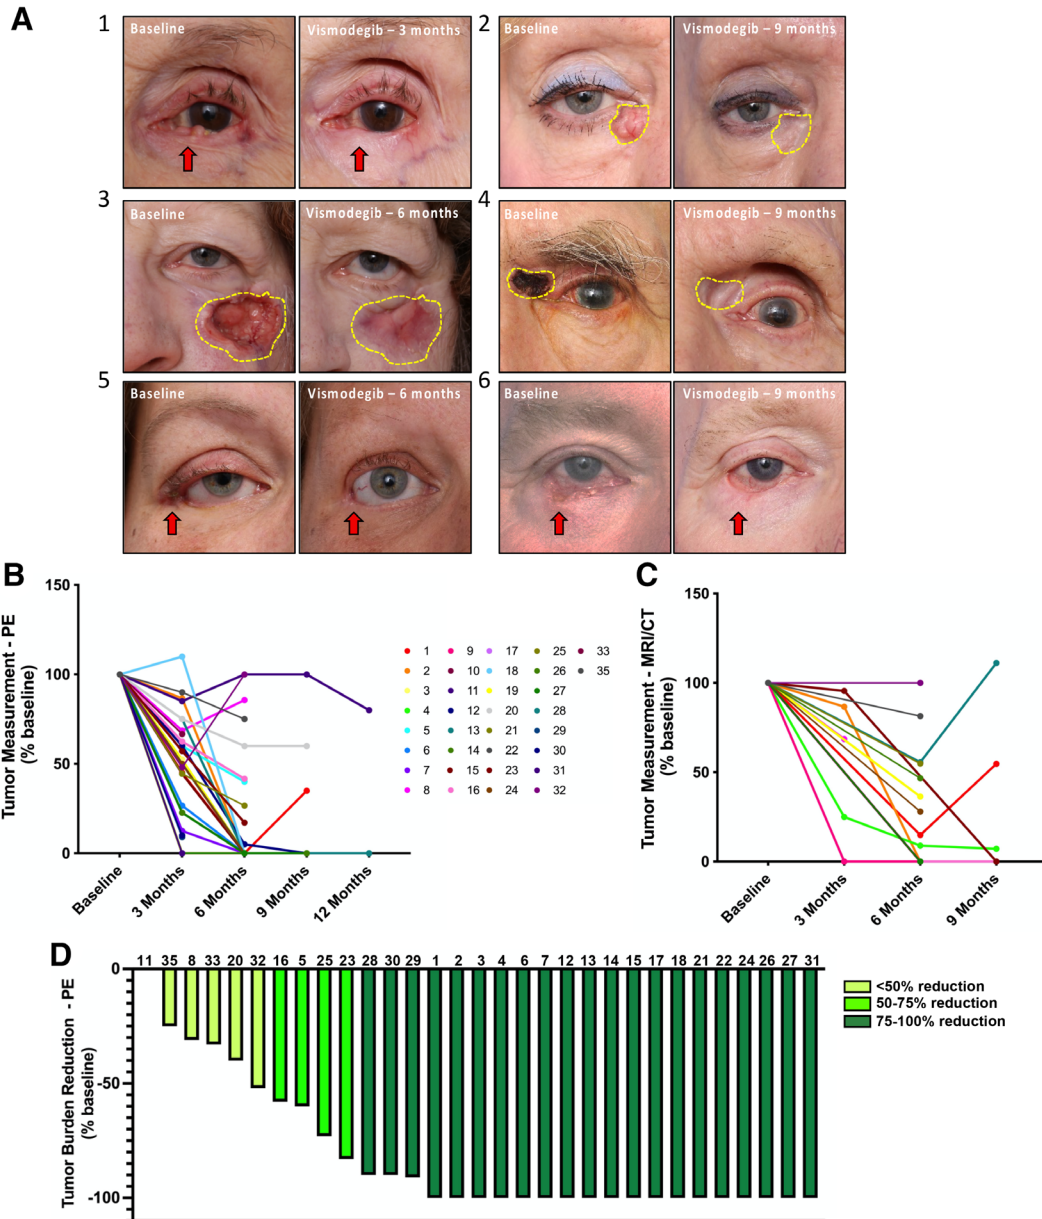 A
1
Baseline
Vismodegib – 3 months
2
Baseline
Vismodegib – 9 months
3
Baseline
Vismodegib – 6 months
4
Baseline
Vismodegib – 9 months
5
Baseline
Vismodegib – 6 months
6
Baseline
Vismodegib – 9 months
B
Tumor Measurement - PE
(% baseline)
150
100
50
0
Baseline
3 Months
6 Months
9 Months
12 Months
1 9 17 25 33
2 10 18 26 35
3 11 19 27
4 12 20 28
5 13 21 29
6 14 22 30
7 15 23 31
8 16 24 32
C
Tumor Measurement - MRI/CT
(% baseline)
150
100
50
0
Baseline
3 Months
6 Months
9 Months
D
Tumor Burden Reduction - PE
(% baseline)
11 35 8 33 20 32 16 5 25 23 28 30 29 1 2 3 4 6 7 12 13 14 15 17 18 21 22 24 26 27 31
0
-50
-100
<50% reduction
50-75% reduction
75-100% reduction